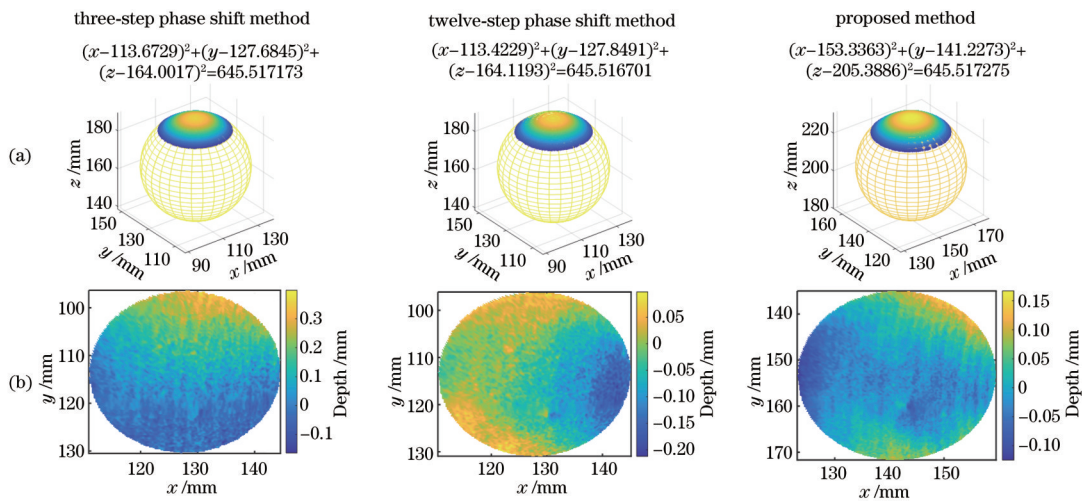 three-step phase shift method
(x−113.6729)²+(y−127.6845)²+
(z−164.0017)²=645.517173
twelve-step phase shift method
(x−113.4229)²+(y−127.8491)²+
(z−164.1193)²=645.516701
proposed method
(x−153.3363)²+(y−141.2273)²+
(z−205.3886)²=645.517275
(a)
z /mm
180
160
140
150
130
110
y /mm
90
110
130
x /mm
z /mm
180
160
140
150
130
110
y /mm
90
110
130
x /mm
z /mm
220
200
180
160
140
120
y /mm
130
150
170
x /mm
(b)
y /mm
100
110
120
130
120
130
140
x /mm
0.3
0.2
0.1
0
−0.1
Depth /mm
y /mm
100
110
120
130
120
130
140
x /mm
0.05
0
−0.05
−0.10
−0.15
−0.20
Depth /mm
y /mm
140
150
160
170
130
140
150
x /mm
0.15
0.10
0.05
0
−0.05
−0.10
Depth /mm